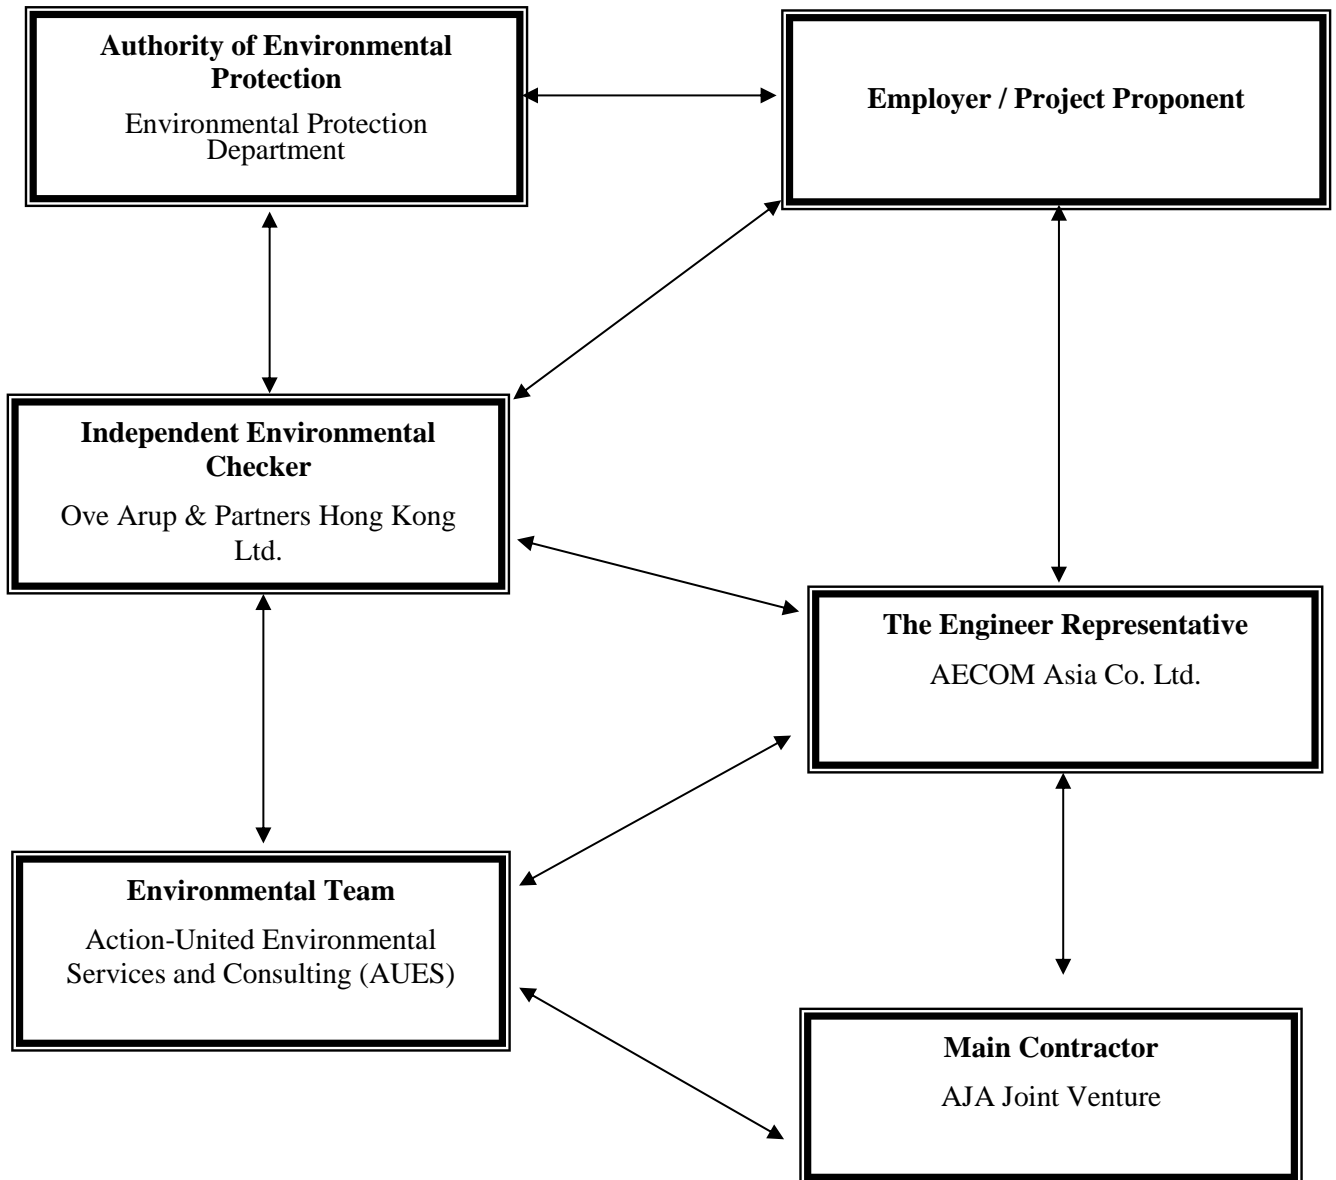 Authority of Environmental
Protection
Environmental Protection
Department
Employer / Project Proponent
Independent Environmental
Checker
Ove Arup & Partners Hong Kong
Ltd.
The Engineer Representative
AECOM Asia Co. Ltd.
Environmental Team
Action-United Environmental
Services and Consulting (AUES)
Main Contractor
AJA Joint Venture